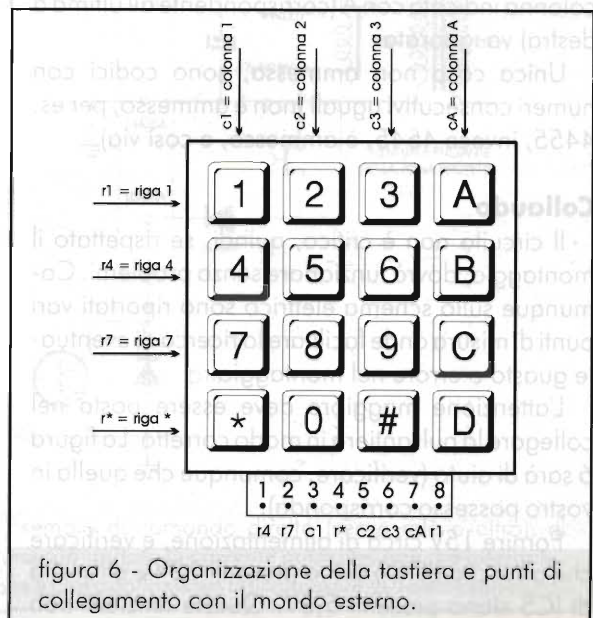 c1 = colonna 1
c2 = colonna 2
c3 = colonna 3
cA = colonna A
r1 = riga 1
1 2 3 A
r4 = riga 4
4 5 6 B
r7 = riga 7
7 8 9 C
r* = riga *
* 0 # D
1 2 3 4 5 6 7 8
r4 r7 c1 r* c2 c3 cA r1
figura 6 - Organizzazione della tastiera e punti di
collegamento con il mondo esterno.